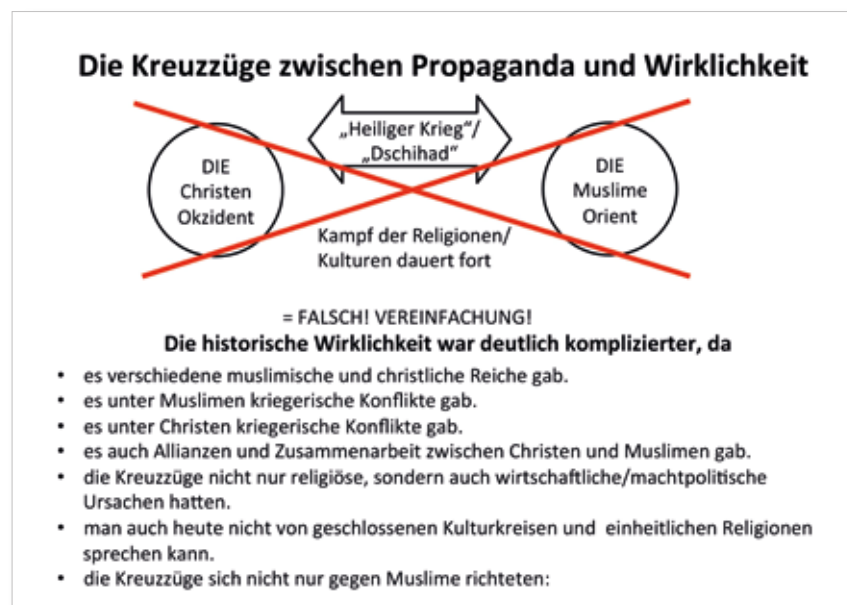 Die Kreuzzüge zwischen Propaganda und Wirklichkeit
„Heiliger Krieg“/
„Dschihad“
DIE
Christen
Okzident
DIE
Muslime
Orient
Kampf der Religionen/
Kulturen dauert fort
= FALSCH! VEREINFACHUNG!
Die historische Wirklichkeit war deutlich komplizierter, da
• es verschiedene muslimische und christliche Reiche gab.
• es unter Muslimen kriegerische Konflikte gab.
• es unter Christen kriegerische Konflikte gab.
• es auch Allianzen und Zusammenarbeit zwischen Christen und Muslimen gab.
• die Kreuzzüge nicht nur religiöse, sondern auch wirtschaftliche/machtpolitische
Ursachen hatten.
• man auch heute nicht von geschlossenen Kulturkreisen und einheitlichen Religionen
sprechen kann.
• die Kreuzzüge sich nicht nur gegen Muslime richteten: